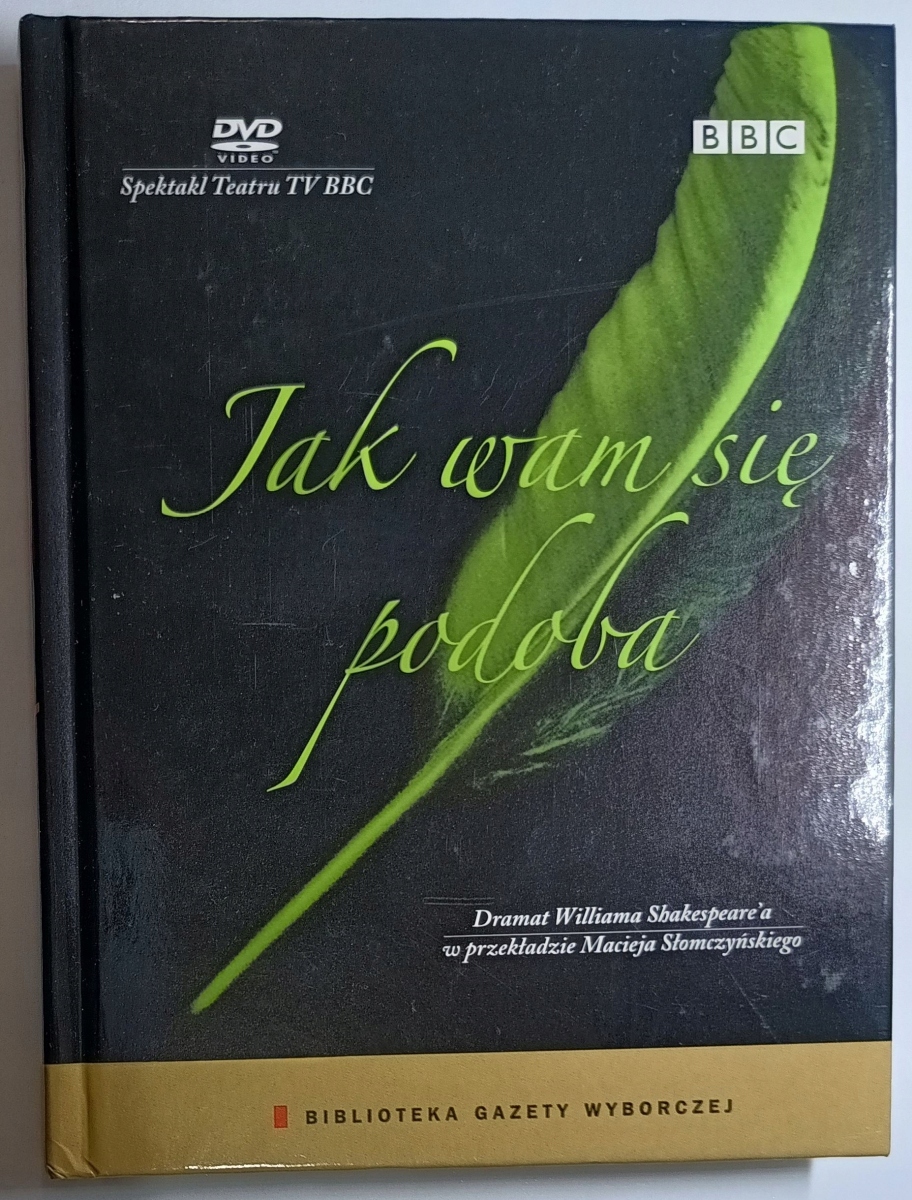 DVD
VIDEO™
Spektakl Teatru TV BBC
BBC
Jak wam się
podoba
Dramat Williama Shakespeare'a
w przekładzie Macieja Słomczyńskiego
BIBLIOTEKA GAZETY WYBORCZEJ